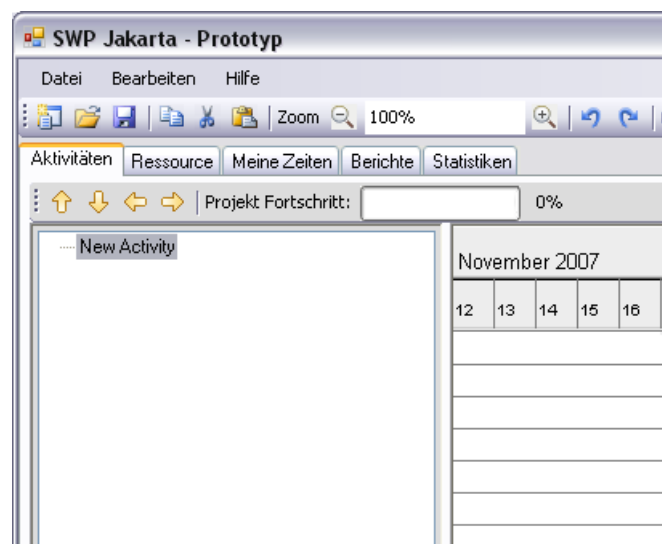 SWP Jakarta - Prototyp
Datei Bearbeiten Hilfe
Zoom 100%
Aktivitäten Ressource Meine Zeiten Berichte Statistiken
Projekt Fortschritt: 0%
New Activity
November 2007
12 13 14 15 16